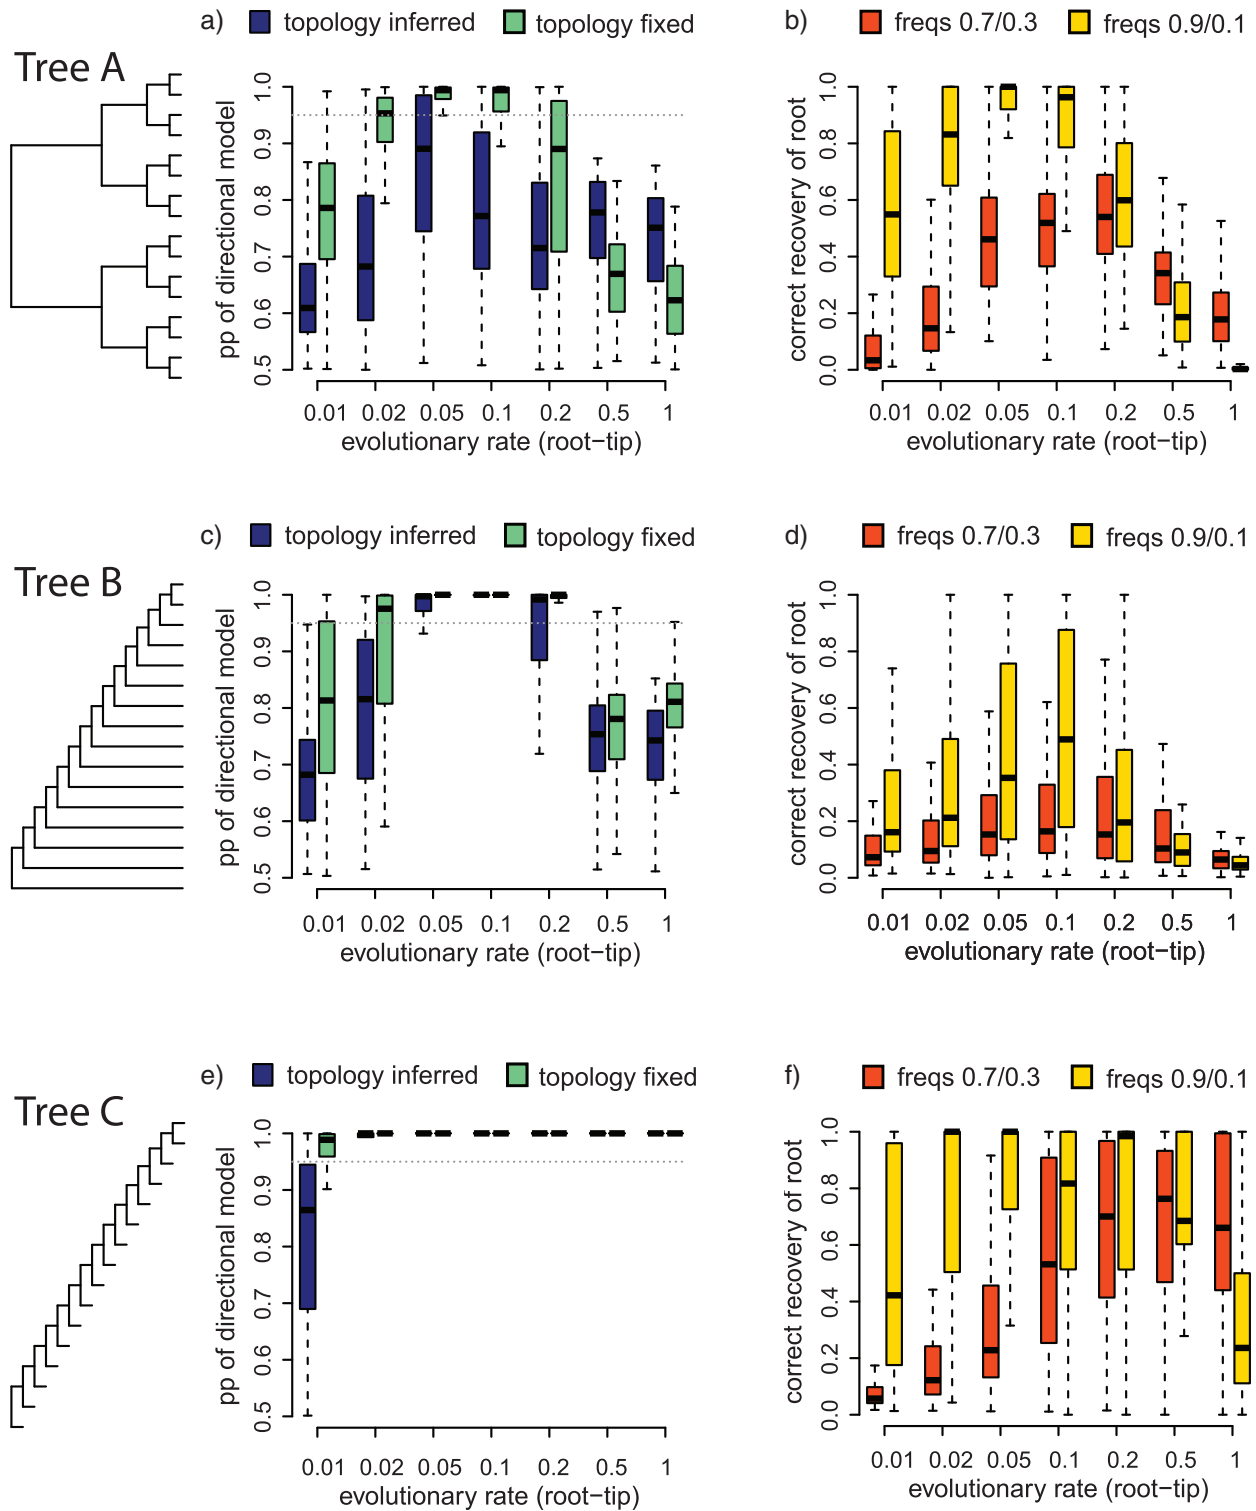 a) topology inferred topology fixed
b) freqs 0.7/0.3 freqs 0.9/0.1
Tree A
pp of directional model
1.0
0.9
0.8
0.7
0.6
0.5
0.01 0.02 0.05 0.1 0.2 0.5 1
evolutionary rate (root–tip)
correct recovery of root
1.0
0.8
0.6
0.4
0.2
0.0
0.01 0.02 0.05 0.1 0.2 0.5 1
evolutionary rate (root–tip)
c) topology inferred topology fixed
d) freqs 0.7/0.3 freqs 0.9/0.1
Tree B
pp of directional model
1.0
0.9
0.8
0.7
0.6
0.5
0.01 0.02 0.05 0.1 0.2 0.5 1
evolutionary rate (root–tip)
correct recovery of root
1.0
0.8
0.6
0.4
0.2
0.0
0.01 0.02 0.05 0.1 0.2 0.5 1
evolutionary rate (root–tip)
e) topology inferred topology fixed
f) freqs 0.7/0.3 freqs 0.9/0.1
Tree C
pp of directional model
1.0
0.9
0.8
0.7
0.6
0.5
0.01 0.02 0.05 0.1 0.2 0.5 1
evolutionary rate (root–tip)
correct recovery of root
1.0
0.8
0.6
0.4
0.2
0.0
0.01 0.02 0.05 0.1 0.2 0.5 1
evolutionary rate (root–tip)